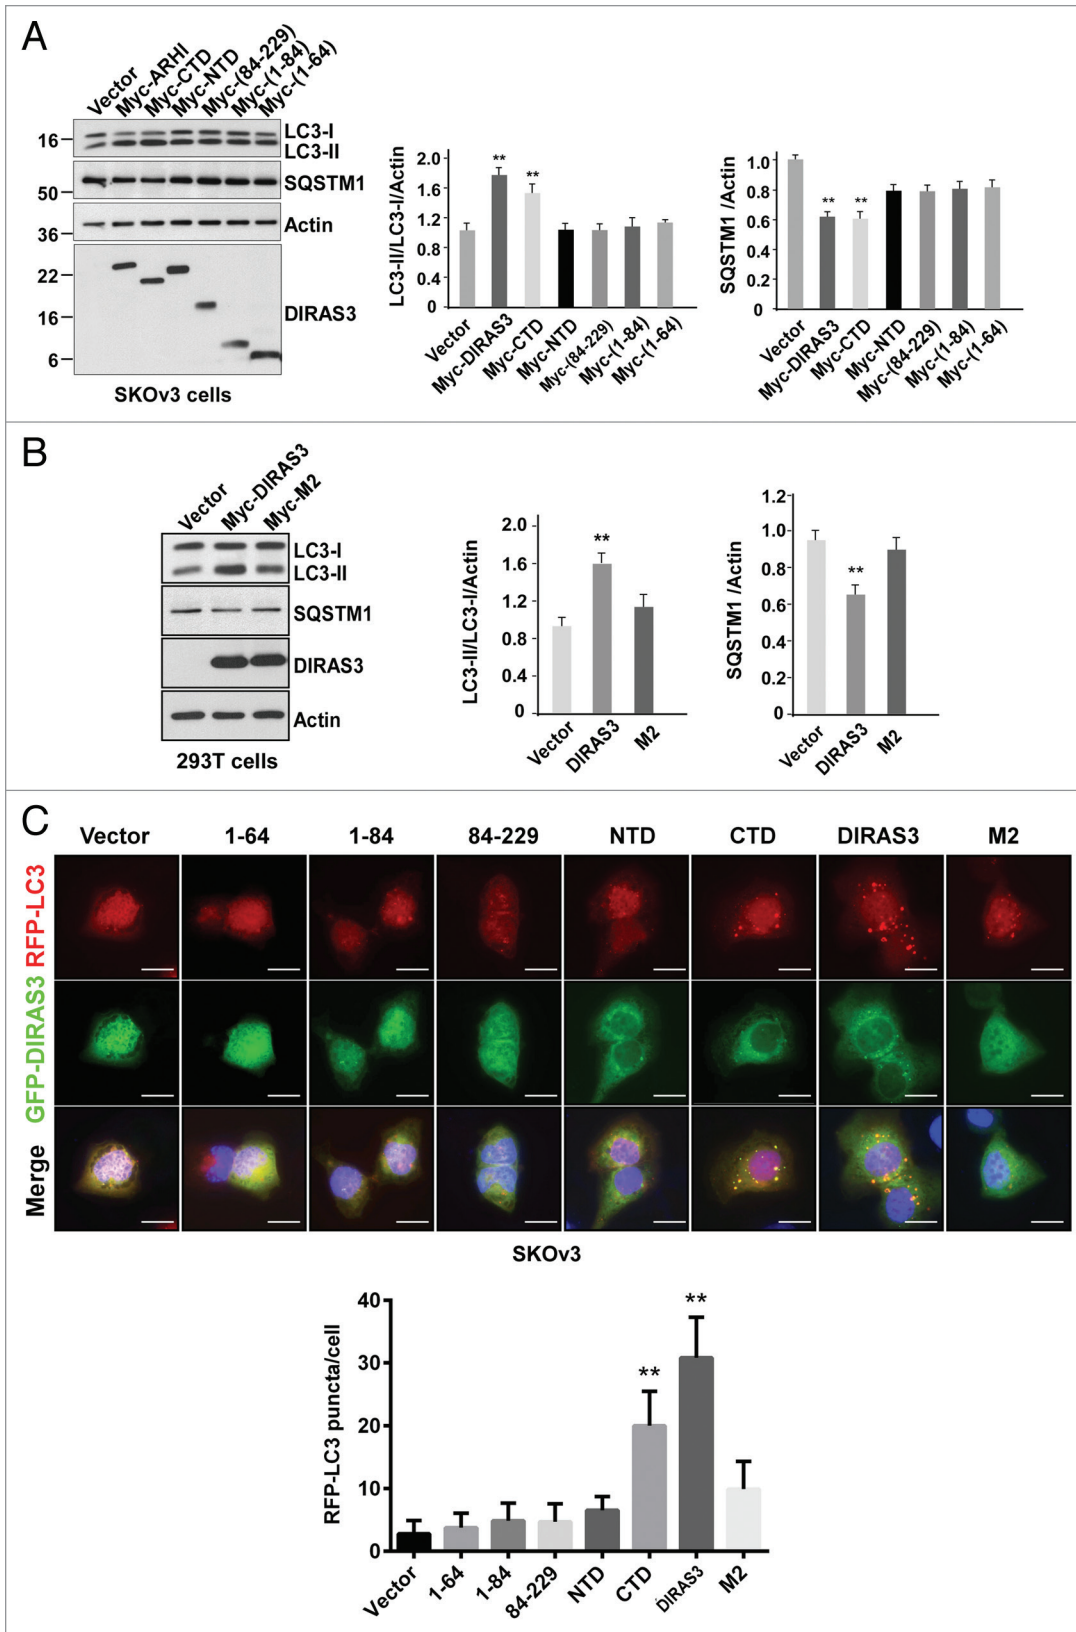 A
Vector
Myc-ARHI
Myc-CTD
Myc-NTD
Myc-(84-229)
Myc-(1-84)
Myc-(1-64)
16
LC3-I
LC3-II
50
SQSTM1
36
Actin
22
16
6
DIRAS3
SKOv3 cells
LC3-II/LC3-I/Actin
2.0
1.6
1.2
0.8
0.4
0
**
**
Vector
Myc-DIRAS3
Myc-CTD
Myc-NTD
Myc-(84-229)
Myc-(1-84)
Myc-(1-64)
SQSTM1 /Actin
1.0
0.8
0.6
0.4
0.2
0
**
**
Vector
Myc-DIRAS3
Myc-CTD
Myc-NTD
Myc-(84-229)
Myc-(1-84)
Myc-(1-64)
B
Vector
Myc-DIRAS3
Myc-M2
LC3-I
LC3-II
SQSTM1
DIRAS3
Actin
293T cells
LC3-II/LC3-I/Actin
2.0
1.6
1.2
0.8
0.4
0
**
Vector
DIRAS3
M2
SQSTM1 /Actin
1.2
1.0
0.8
0.6
0.4
0.2
0
**
Vector
DIRAS3
M2
C
Vector 1-64 1-84 84-229 NTD CTD DIRAS3 M2
RFP-LC3
GFP-DIRAS3
Merge
SKOv3
RFP-LC3 puncta/cell
40
30
20
10
0
**
**
Vector
1-64
1-84
84-229
NTD
CTD
DIRAS3
M2